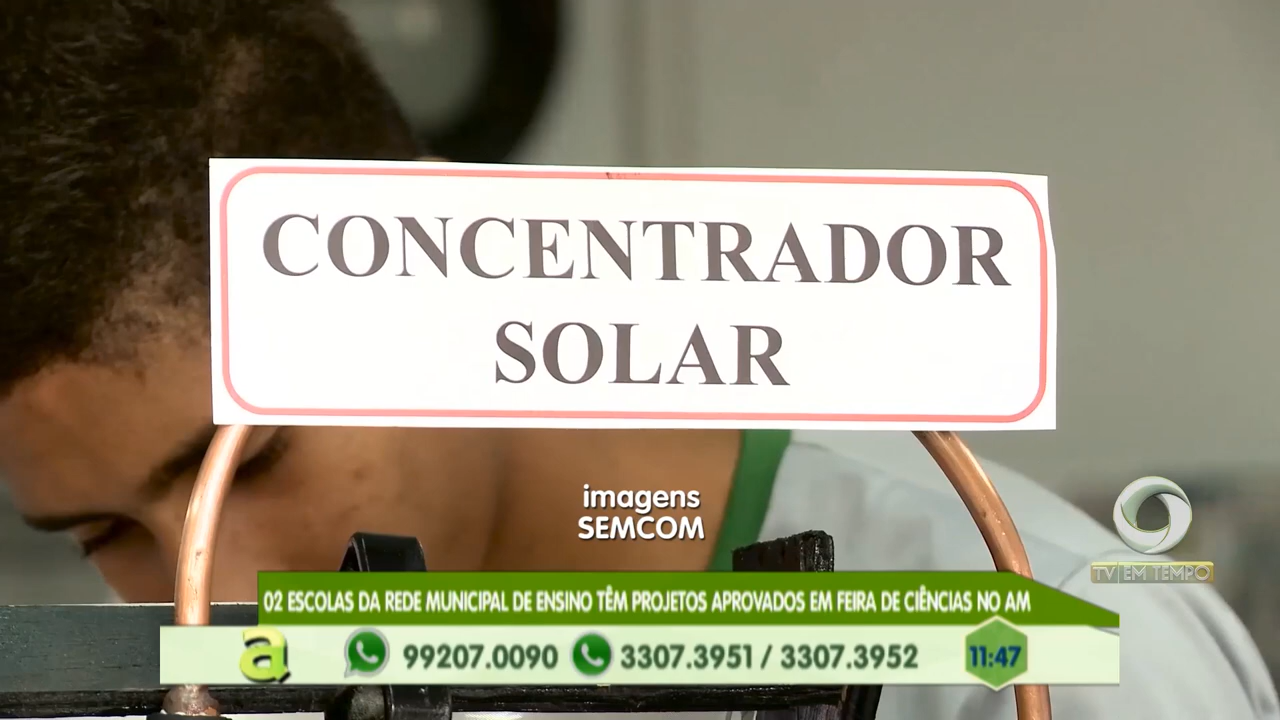 CONCENTRADOR
SOLAR
imagens
SEMCOM
TV EM TEMPO
02 ESCOLAS DA REDE MUNICIPAL DE ENSINO TÊM PROJETOS APROVADOS EM FEIRA DE CIÊNCIAS NO AM
a 99207.0090 3307.3951 / 3307.3952 11:47